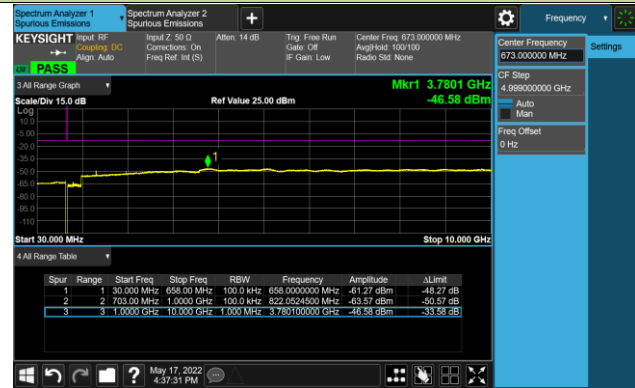 Spectrum Analyzer 1
Spurious Emissions
Spectrum Analyzer 2
Spurious Emissions
Frequency
KEYSIGHT
Input: RF
Coupling: DC
Align: Auto
Input Z: 50 Ω
Corrections: On
Freq Ref: Int (S)
Atten: 14 dB
Trig: Free Run
Gate: Off
IF Gain: Low
Center Freq: 673.000000 MHz
Avg|Hold: 100/100
Radio Std: None
PASS
Center Frequency
673.000000 MHz
Settings
CF Step
4.999000000 GHz
Auto
Man
Freq Offset
0 Hz
3 All Range Graph
Mkr1 3.7801 GHz
-46.58 dBm
Scale/Div 15.0 dB
Ref Value 25.00 dBm
Log
10.0
-5.00
-20.0
-35.0
-50.0
-65.0
-80.0
-95.0
-110
1
Start 30.000 MHz
Stop 10.000 GHz
4 All Range Table
Spur Range Start Freq Stop Freq RBW Frequency Amplitude ΔLimit
1 1 30.000 MHz 658.00 MHz 100.0 kHz 658.0000000 MHz -61.27 dBm -48.27 dB
2 2 703.00 MHz 1.0000 GHz 100.0 kHz 822.0524500 MHz -63.57 dBm -50.57 dB
3 3 1.0000 GHz 10.000 GHz 1.000 MHz 3.780100000 GHz -46.58 dBm -33.58 dB
May 17, 2022
4:37:31 PM